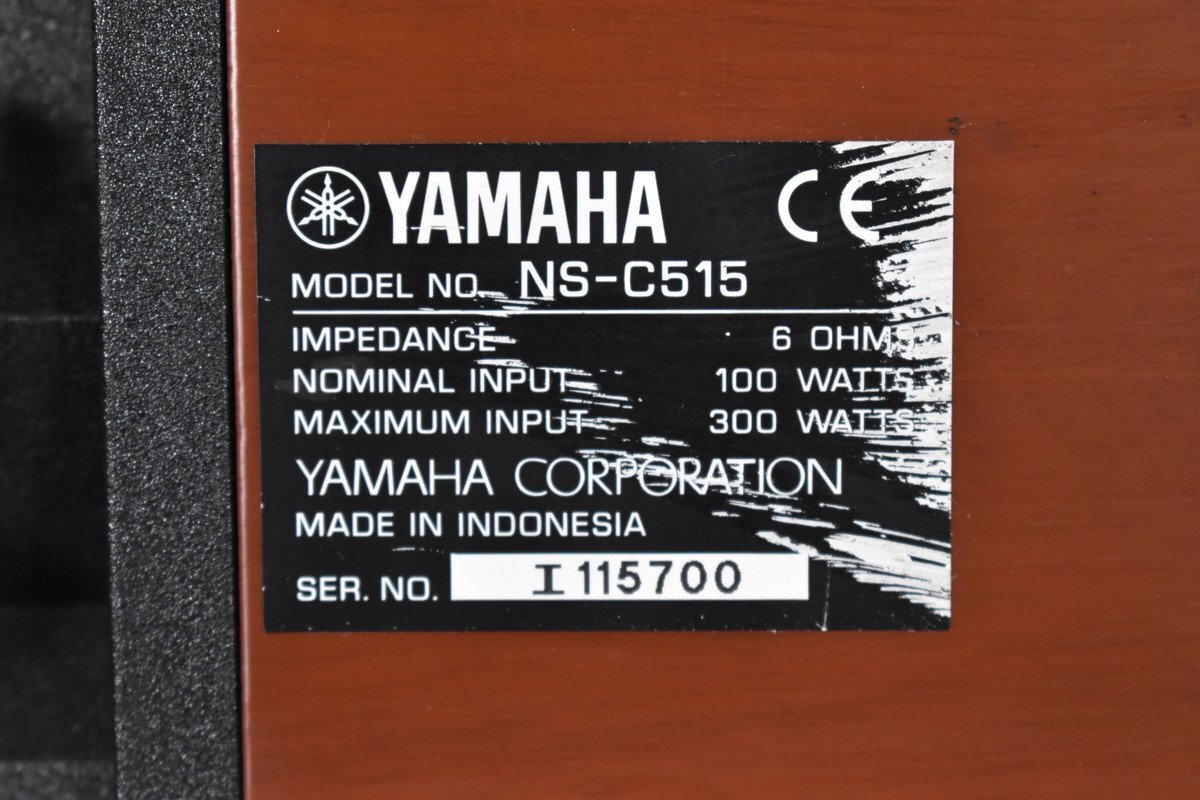 YAMAHA CE
MODEL NO. NS-C515
IMPEDANCE 6 OHMS
NOMINAL INPUT 100 WATTS
MAXIMUM INPUT 300 WATTS
YAMAHA CORPORATION
MADE IN INDONESIA
SER. NO. I115700